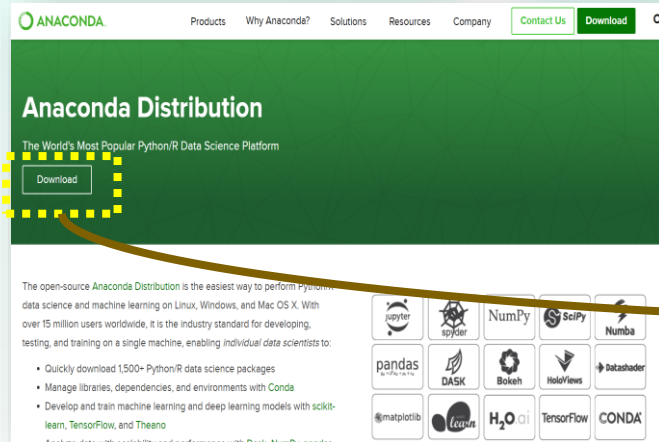 ANACONDA.
Products Why Anaconda? Solutions Resources Company Contact Us Download
Anaconda Distribution
The World's Most Popular Python/R Data Science Platform
Download
The open-source Anaconda Distribution is the easiest way to perform Python/R
data science and machine learning on Linux, Windows, and Mac OS X. With
over 15 million users worldwide, it is the industry standard for developing,
testing, and training on a single machine, enabling individual data scientists to:
• Quickly download 1,500+ Python/R data science packages
• Manage libraries, dependencies, and environments with Conda
• Develop and train machine learning and deep learning models with scikit-
learn, TensorFlow, and Theano
jupyter spyder NumPy SciPy Numba
pandas DASK Bokeh HoloViews Datashader
matplotlib learn H2O.ai TensorFlow CONDA